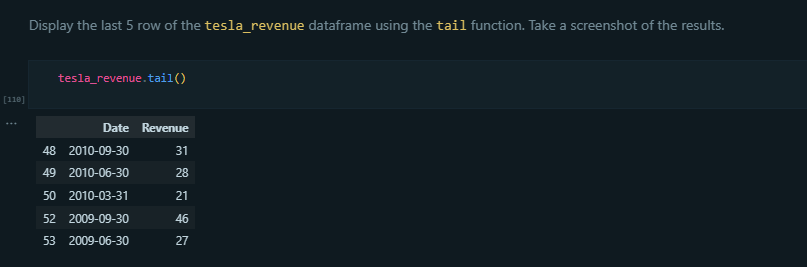 Display the last 5 row of the tesla_revenue dataframe using the tail function. Take a screenshot of the results.
tesla_revenue.tail()
[110]
...
Date Revenue
48 2010-09-30 31
49 2010-06-30 28
50 2010-03-31 21
52 2009-09-30 46
53 2009-06-30 27